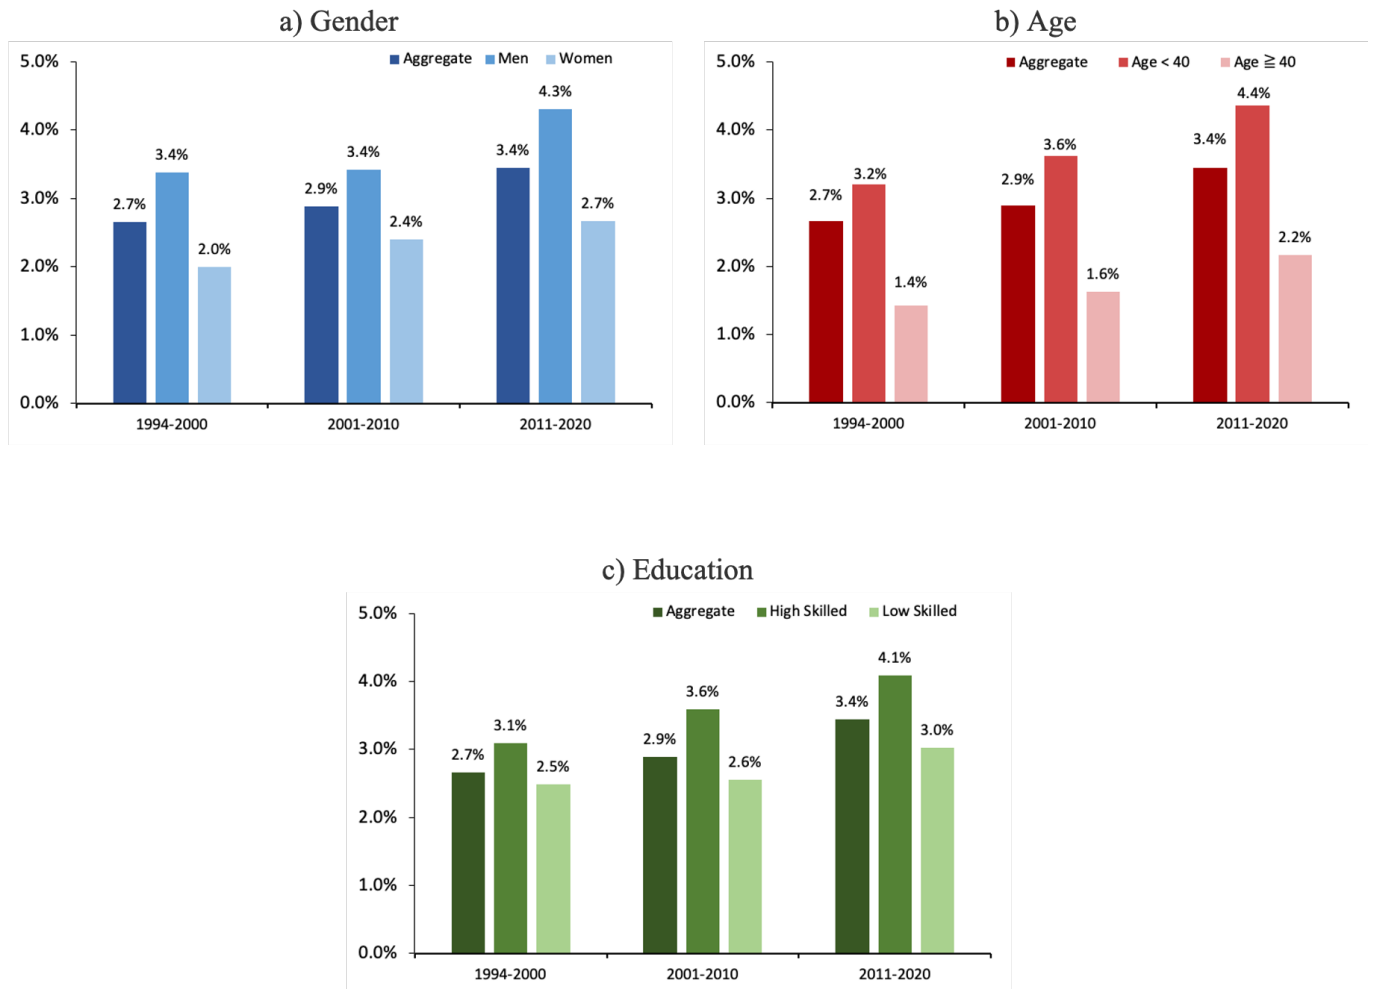 a) Gender
Aggregate Men Women
5.0%
4.0%
3.0%
2.0%
1.0%
0.0%
2.7% 3.4% 2.0%
2.9% 3.4% 2.4%
3.4% 4.3% 2.7%
1994-2000 2001-2010 2011-2020
b) Age
Aggregate Age < 40 Age ≧ 40
5.0%
4.0%
3.0%
2.0%
1.0%
0.0%
2.7% 3.2% 1.4%
2.9% 3.6% 1.6%
3.4% 4.4% 2.2%
1994-2000 2001-2010 2011-2020
c) Education
Aggregate High Skilled Low Skilled
5.0%
4.0%
3.0%
2.0%
1.0%
0.0%
2.7% 3.1% 2.5%
2.9% 3.6% 2.6%
3.4% 4.1% 3.0%
1994-2000 2001-2010 2011-2020